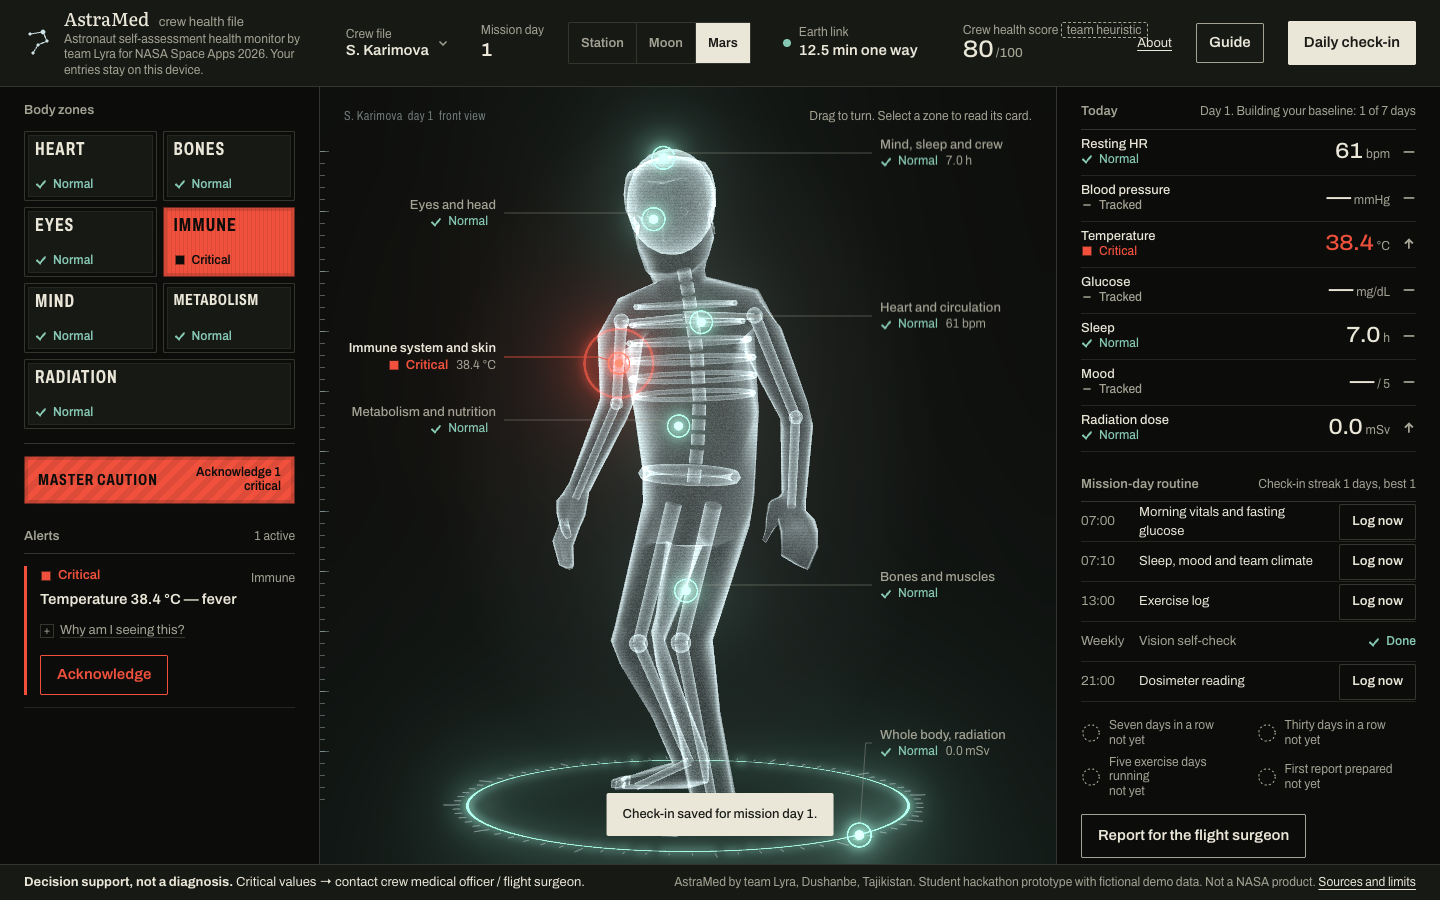 AstraMed crew health file
Astronaut self-assessment health monitor by
team Lyra for NASA Space Apps 2026. Your
entries stay on this device.
Crew file
S. Karimova
Mission day
1
Station
Moon
Mars
Earth link
12.5 min one way
Crew health score team heuristic
80/100
About
Guide
Daily check-in
Body zones
HEART
Normal
BONES
Normal
EYES
Normal
IMMUNE
Critical
MIND
Normal
METABOLISM
Normal
RADIATION
Normal
MASTER CAUTION
Acknowledge 1
critical
Alerts
1 active
Critical
Immune
Temperature 38.4 °C — fever
+ Why am I seeing this?
Acknowledge
S. Karimova day 1 front view
Drag to turn. Select a zone to read its card.
Mind, sleep and crew
Normal 7.0 h
Eyes and head
Normal
Heart and circulation
Normal 61 bpm
Immune system and skin
Critical 38.4 °C
Metabolism and nutrition
Normal
Bones and muscles
Normal
Whole body, radiation
Normal 0.0 mSv
Check-in saved for mission day 1.
Today
Day 1. Building your baseline: 1 of 7 days
Resting HR
Normal
61 bpm
Blood pressure
Tracked
— mmHg
Temperature
Critical
38.4 °C
Glucose
Tracked
— mg/dL
Sleep
Normal
7.0 h
Mood
Tracked
— / 5
Radiation dose
Normal
0.0 mSv
Mission-day routine
Check-in streak 1 days, best 1
07:00
Morning vitals and fasting
glucose
Log now
07:10
Sleep, mood and team climate
Log now
13:00
Exercise log
Log now
Weekly
Vision self-check
Done
21:00
Dosimeter reading
Log now
Seven days in a row
not yet
Thirty days in a row
not yet
Five exercise days
running
not yet
First report prepared
not yet
Report for the flight surgeon
Decision support, not a diagnosis. Critical values → contact crew medical officer / flight surgeon.
AstraMed by team Lyra, Dushanbe, Tajikistan. Student hackathon prototype with fictional demo data. Not a NASA product. Sources and limits